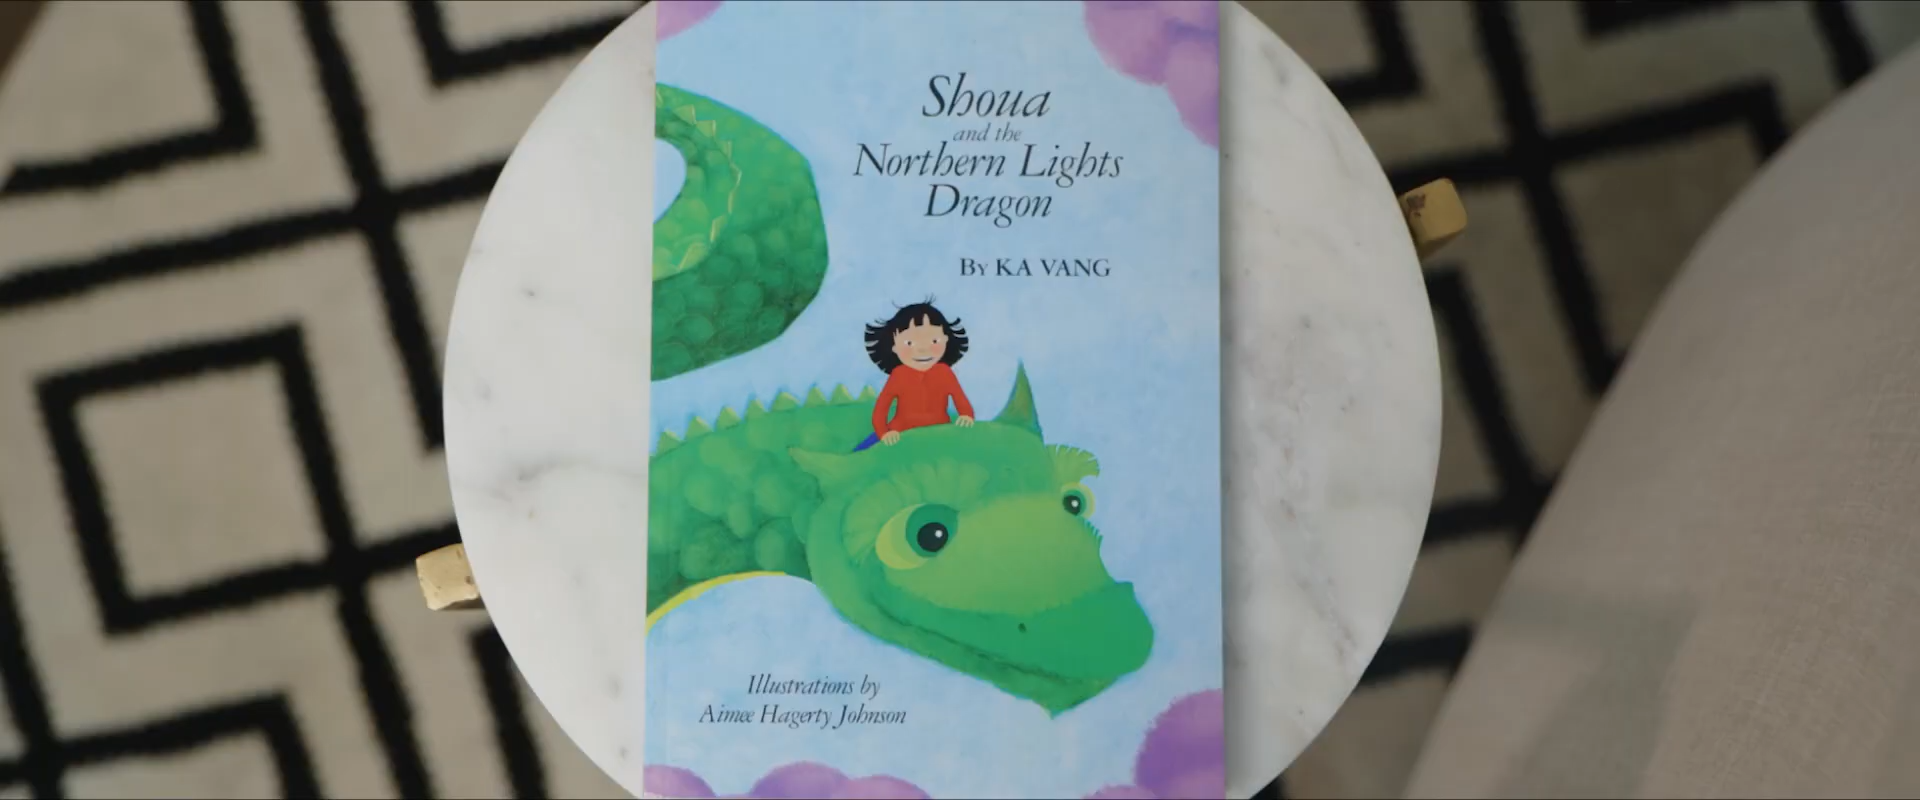 Shoua
and the
Northern Lights
Dragon
By KA VANG
Illustrations by
Aimee Hagerty Johnson